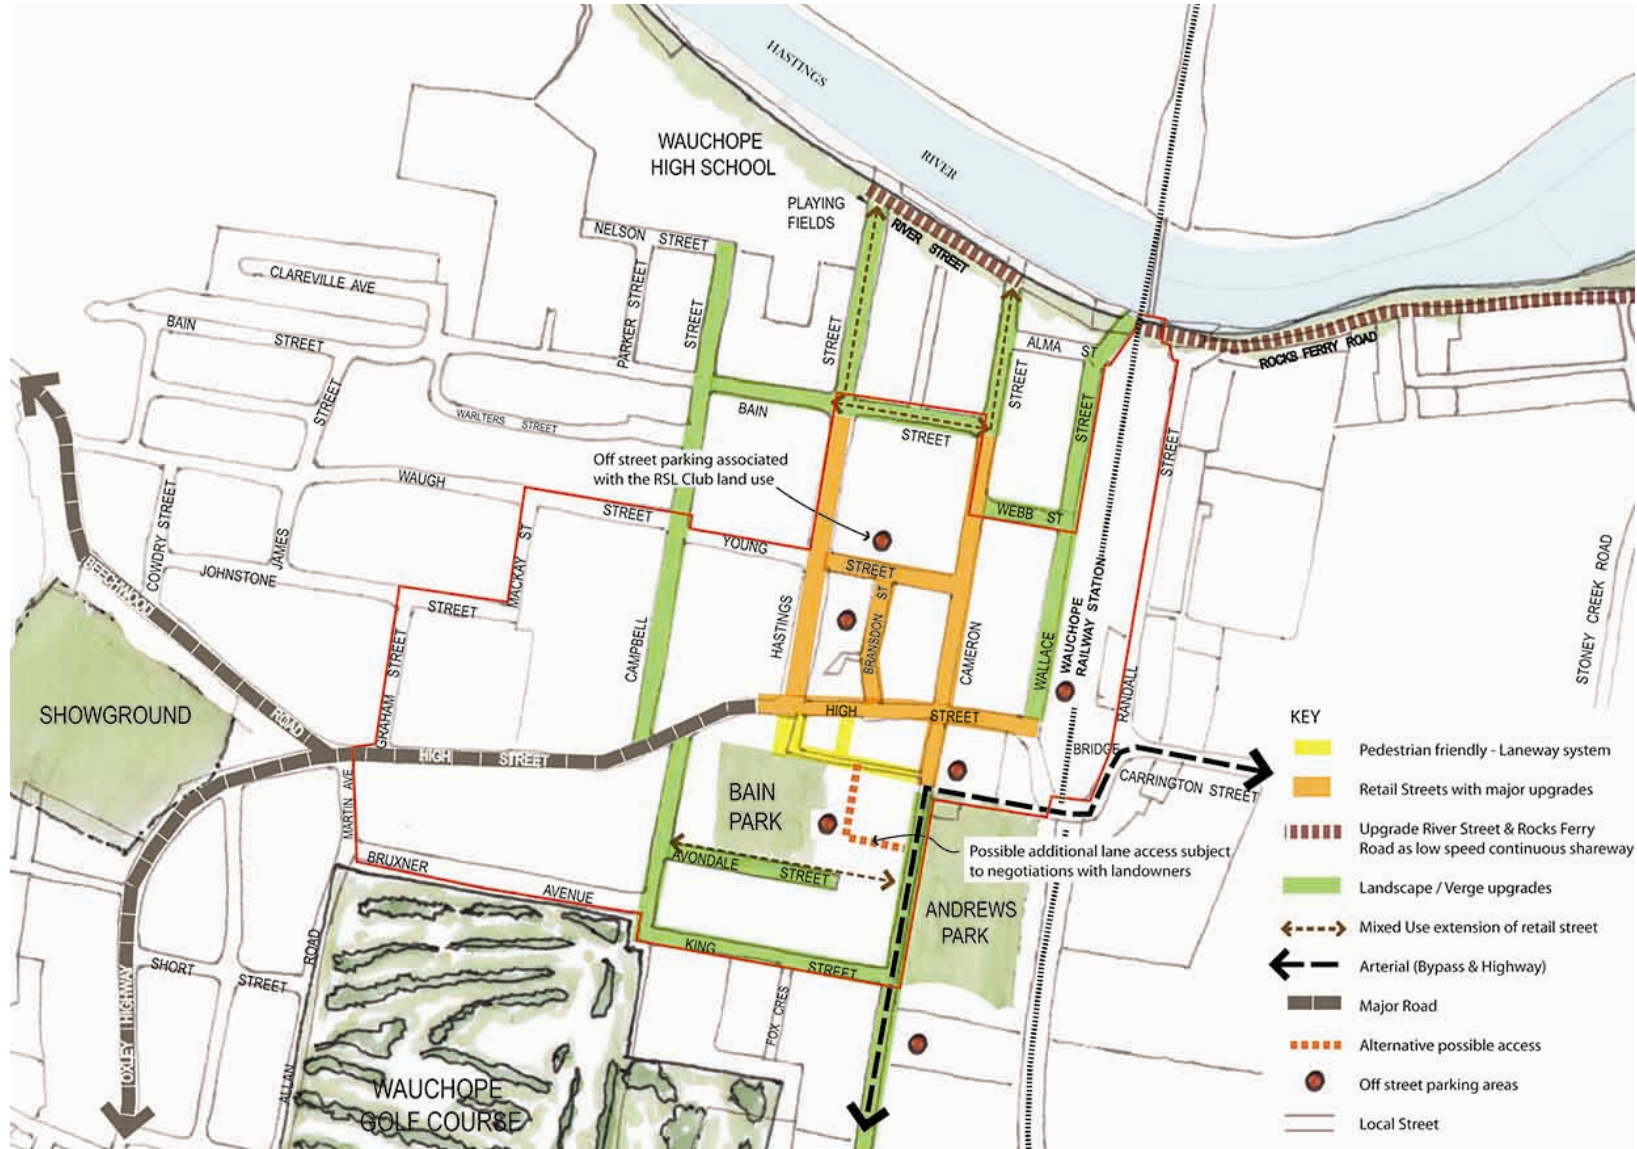 HASTINGS
RIVER
WAUCHOPE
HIGH SCHOOL
PLAYING
FIELDS
NELSON STREET
RIVER STREET
CLAREVILLE AVE
PARKER STREET
STREET
STREET
BAIN
STREET
ALMA ST
ROCKS FERRY ROAD
STREET
STREET
WARLTERS STREET
BAIN
STREET
STREET
STREET
Off street parking associated
with the RSL Club land use
WAUGH
STREET
COWDRY STREET
JAMES
MACKAY ST
WEBB ST
YOUNG
STREET
JOHNSTONE
STREET
BEECHWOOD
ROAD
STONEY CREEK ROAD
WAUCHOPE
RAILWAY STATION
BRANSDON ST
HASTINGS
CAMERON
CAMPBELL
WALLACE
RANDALL
GRAHAM STREET
SHOWGROUND
HIGH
STREET
HIGH
STREET
BRIDGE
CARRINGTON STREET
MARTIN AVE
BAIN
PARK
BRUXNER
AVENUE
AVONDALE
STREET
Possible additional lane access subject
to negotiations with landowners
ANDREWS
PARK
KING
STREET
SHORT
STREET
ROAD
ALLAN
FOX CRES
OXLEY HIGHWAY
WAUCHOPE
GOLF COURSE
KEY
Pedestrian friendly - Laneway system
Retail Streets with major upgrades
Upgrade River Street & Rocks Ferry
Road as low speed continuous shareway
Landscape / Verge upgrades
Mixed Use extension of retail street
Arterial (Bypass & Highway)
Major Road
Alternative possible access
Off street parking areas
Local Street